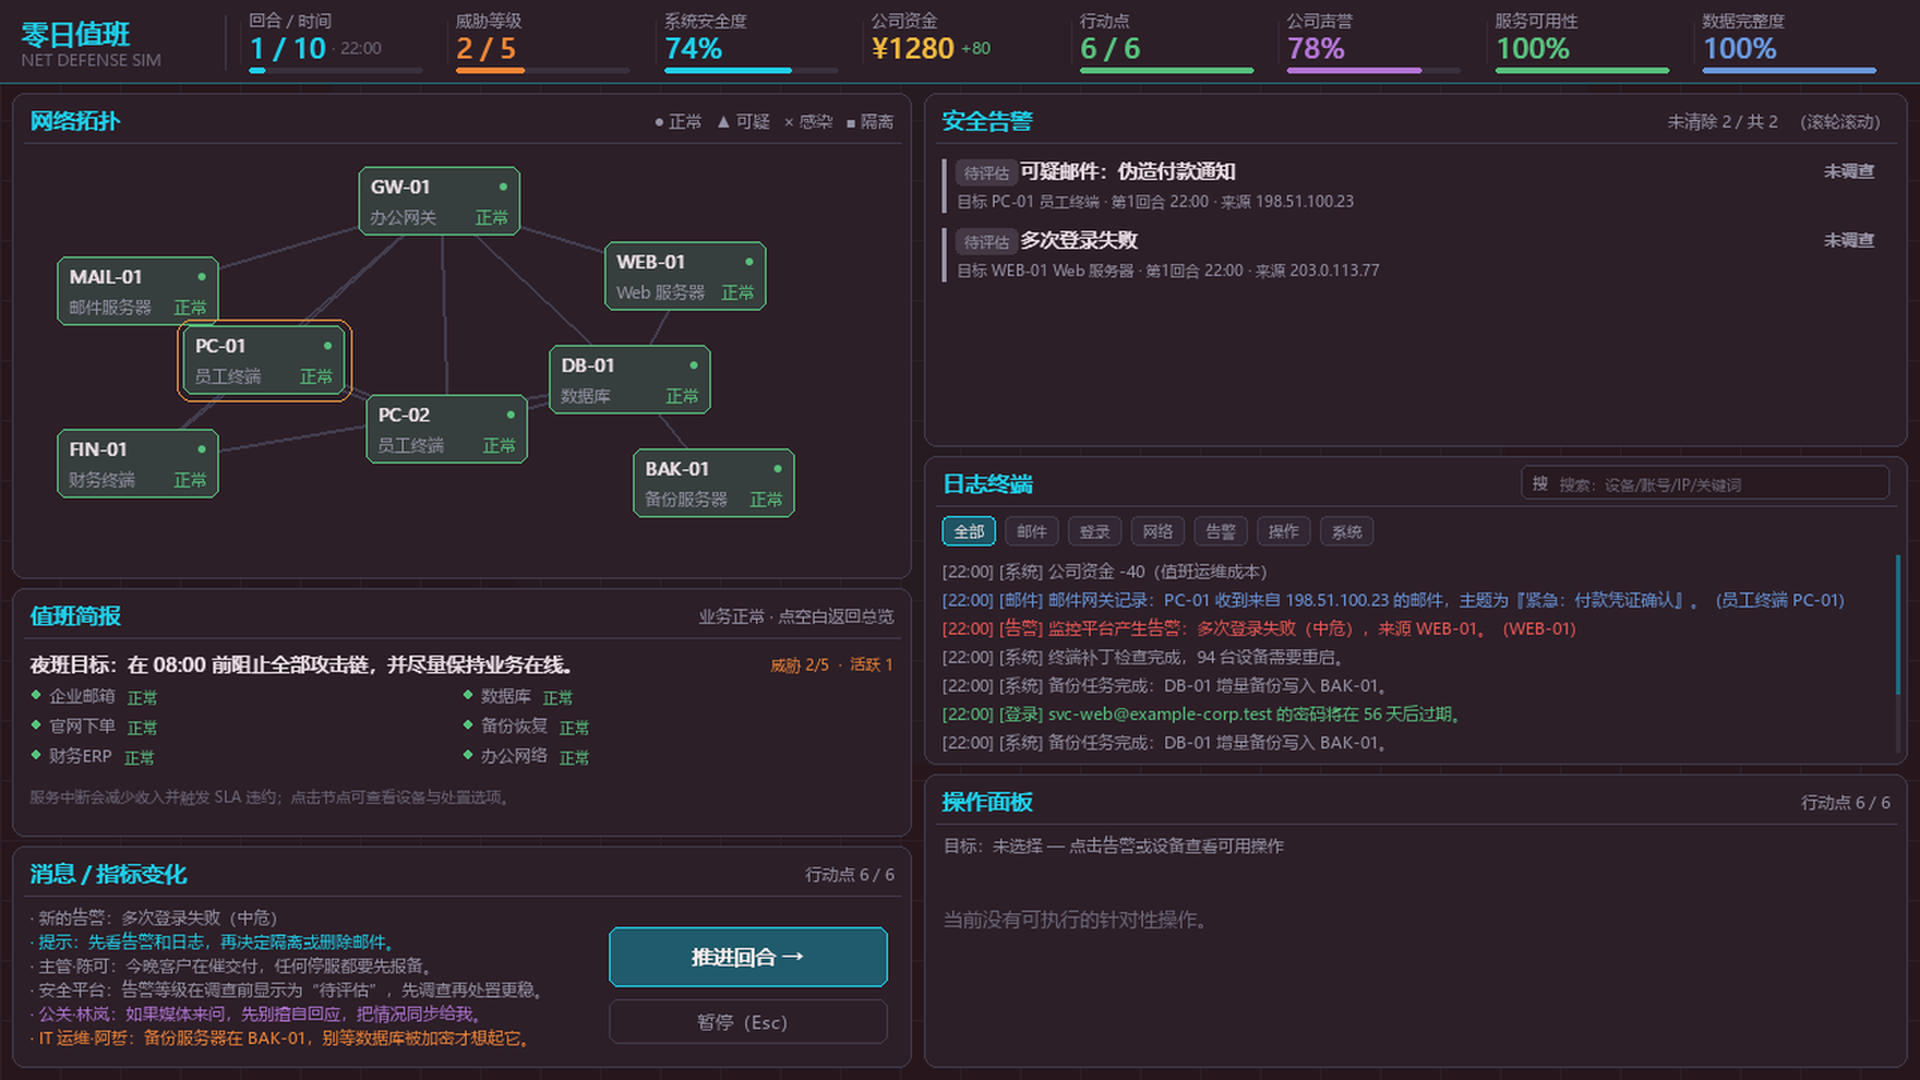 零日值班
NET DEFENSE SIM
回合 / 时间
1 / 10 · 22:00
威胁等级
2 / 5
系统安全度
74%
公司资金
¥1280 +80
行动点
6 / 6
公司声誉
78%
服务可用性
100%
数据完整度
100%
网络拓扑
● 正常 ▲ 可疑 × 感染 ■ 隔离
GW-01
办公网关 正常
MAIL-01
邮件服务器 正常
WEB-01
Web 服务器 正常
PC-01
员工终端 正常
DB-01
数据库 正常
PC-02
员工终端 正常
FIN-01
财务终端 正常
BAK-01
备份服务器 正常
值班简报
业务正常 · 点空白返回总览
夜班目标：在 08:00 前阻止全部攻击链，并尽量保持业务在线。
威胁 2/5 · 活跃 1
企业邮箱 正常
数据库 正常
官网下单 正常
备份恢复 正常
财务ERP 正常
办公网络 正常
服务中断会减少收入并触发 SLA 违约；点击节点可查看设备与处置选项。
消息 / 指标变化
行动点 6 / 6
· 新的告警：多次登录失败（中危）
· 提示：先看告警和日志，再决定隔离或删除邮件。
· 主管·陈可：今晚客户在催交付，任何停服都要先报备。
· 安全平台：告警等级在调查前显示为“待评估”，先调查再处置更稳。
· 公关·林岚：如果媒体来问，先别擅自回应，把情况同步给我。
· IT 运维·阿哲：备份服务器在 BAK-01，别等数据库被加密才想起它。
推进回合 →
暂停（Esc）
安全告警
未清除 2 / 共 2 （滚轮滚动）
待评估 可疑邮件：伪造付款通知
未调查
目标 PC-01 员工终端 · 第1回合 22:00 · 来源 198.51.100.23
待评估 多次登录失败
未调查
目标 WEB-01 Web 服务器 · 第1回合 22:00 · 来源 203.0.113.77
日志终端
搜 搜索：设备/账号/IP/关键词
全部 邮件 登录 网络 告警 操作 系统
[22:00] [系统] 公司资金 -40（值班运维成本）
[22:00] [邮件] 邮件网关记录：PC-01 收到来自 198.51.100.23 的邮件，主题为『紧急：付款凭证确认』。（员工终端 PC-01）
[22:00] [告警] 监控平台产生告警：多次登录失败（中危），来源 WEB-01。（WEB-01）
[22:00] [系统] 终端补丁检查完成，94 台设备需要重启。
[22:00] [系统] 备份任务完成：DB-01 增量备份写入 BAK-01。
[22:00] [登录] svc-web@example-corp.test 的密码将在 56 天后过期。
[22:00] [系统] 备份任务完成：DB-01 增量备份写入 BAK-01。
操作面板
行动点 6 / 6
目标：未选择 — 点击告警或设备查看可用操作
当前没有可执行的针对性操作。